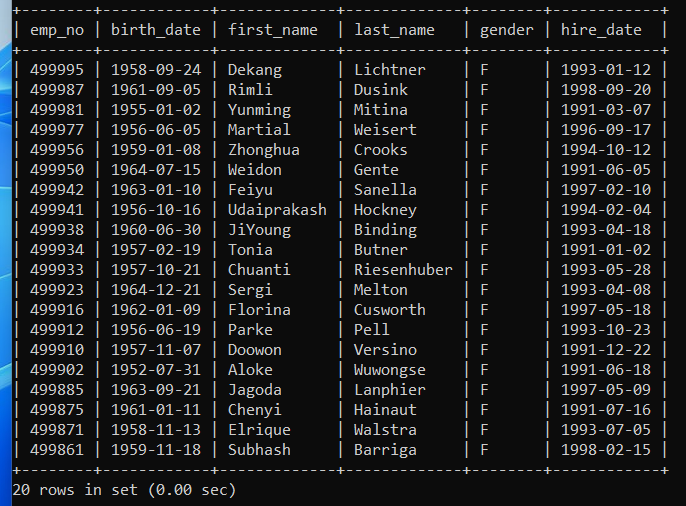 +--------+------------+-------------+-------------+--------+------------+
| emp_no | birth_date | first_name  | last_name   | gender | hire_date  |
+--------+------------+-------------+-------------+--------+------------+
| 499995 | 1958-09-24 | Dekang      | Lichtner    | F      | 1993-01-12 |
| 499987 | 1961-09-05 | Rimli       | Dusink      | F      | 1998-09-20 |
| 499981 | 1955-01-02 | Yunming     | Mitina      | F      | 1991-03-07 |
| 499977 | 1956-06-05 | Martial     | Weisert     | F      | 1996-09-17 |
| 499956 | 1959-01-08 | Zhonghua    | Crooks      | F      | 1994-10-12 |
| 499950 | 1964-07-15 | Weidon      | Gente       | F      | 1991-06-05 |
| 499942 | 1963-01-10 | Feiyu       | Sanella     | F      | 1997-02-10 |
| 499941 | 1956-10-16 | Udaiprakash | Hockney     | F      | 1994-02-04 |
| 499938 | 1960-06-30 | JiYoung     | Binding     | F      | 1993-04-18 |
| 499934 | 1957-02-19 | Tonia       | Butner      | F      | 1991-01-02 |
| 499933 | 1957-10-21 | Chuanti     | Riesenhuber | F      | 1993-05-28 |
| 499923 | 1964-12-21 | Sergi       | Melton      | F      | 1993-04-08 |
| 499916 | 1962-01-09 | Florina     | Cusworth    | F      | 1997-05-18 |
| 499912 | 1956-06-19 | Parke       | Pell        | F      | 1993-10-23 |
| 499910 | 1957-11-07 | Doowon      | Versino     | F      | 1991-12-22 |
| 499902 | 1952-07-31 | Aloke       | Wuwongse    | F      | 1991-06-18 |
| 499885 | 1963-09-21 | Jagoda      | Lanphier    | F      | 1997-05-09 |
| 499875 | 1961-01-11 | Chenyi      | Hainaut     | F      | 1991-07-16 |
| 499871 | 1958-11-13 | Elrique     | Walstra     | F      | 1993-07-05 |
| 499861 | 1959-11-18 | Subhash     | Barriga     | F      | 1998-02-15 |
+--------+------------+-------------+-------------+--------+------------+
20 rows in set (0.00 sec)